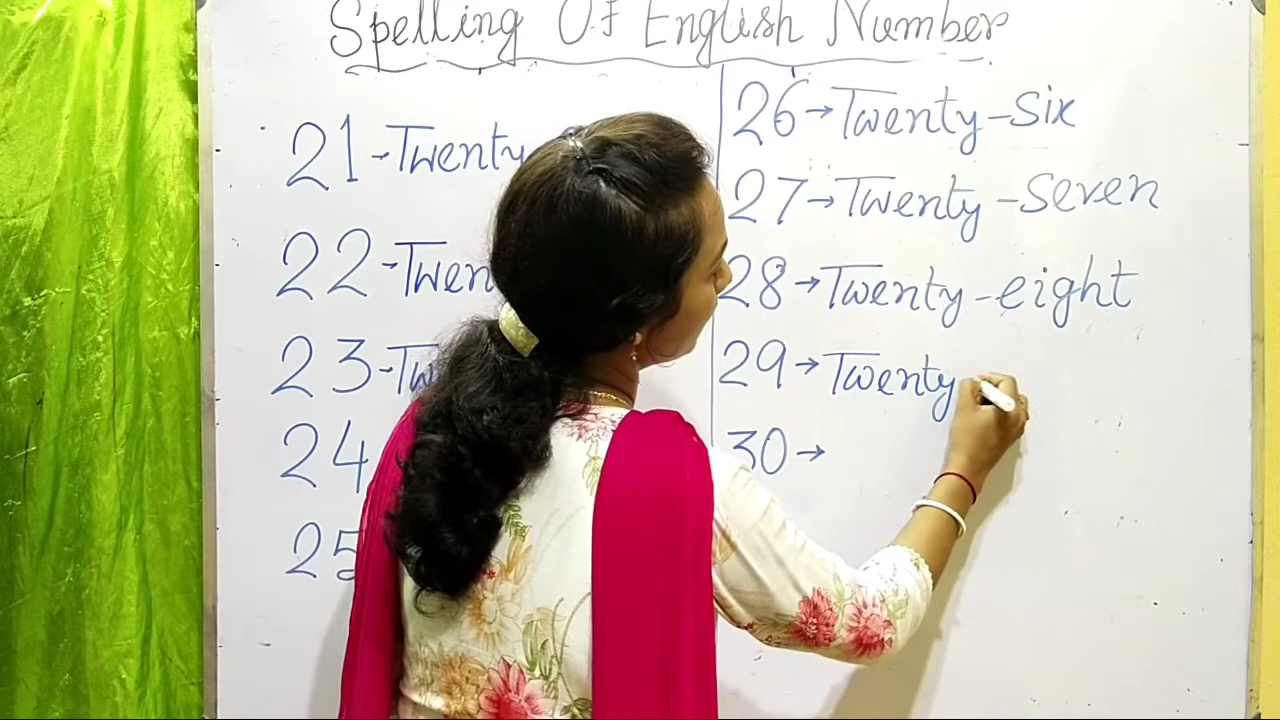 Spelling Of English Number
21-Twenty
22-Twen
23-Tw
24
25
26→Twenty-Six
27→Twenty-Seven
28→Twenty-eight
29→Twenty
30→